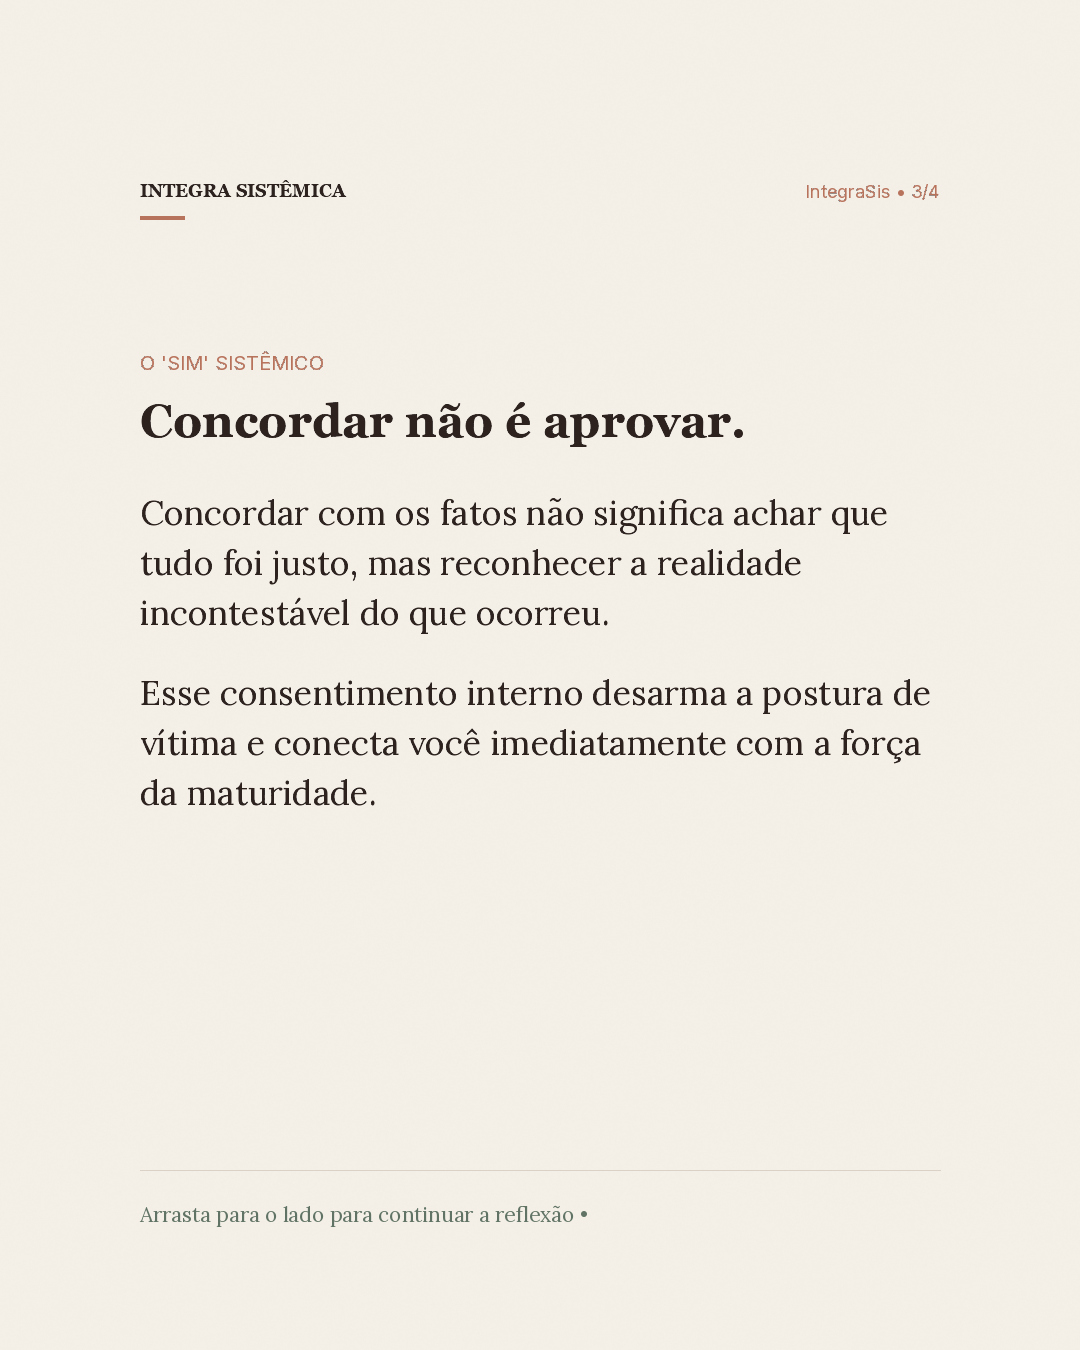 INTEGRA SISTÊMICA
IntegraSis • 3/4
O 'SIM' SISTÊMICO
Concordar não é aprovar.
Concordar com os fatos não significa achar que
tudo foi justo, mas reconhecer a realidade
incontestável do que ocorreu.
Esse consentimento interno desarma a postura de
vítima e conecta você imediatamente com a força
da maturidade.
Arrasta para o lado para continuar a reflexão •